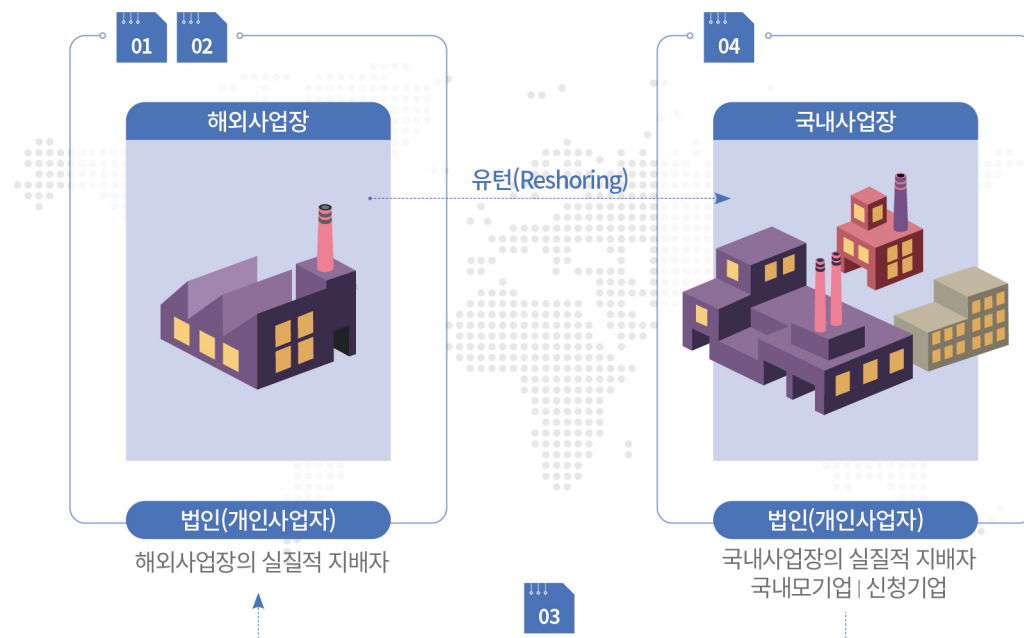 01
02
04
해외사업장
국내사업장
유턴(Reshoring)
법인(개인사업자)
해외사업장의 실질적 지배자
법인(개인사업자)
국내사업장의 실질적 지배자
국내모기업 | 신청기업
03